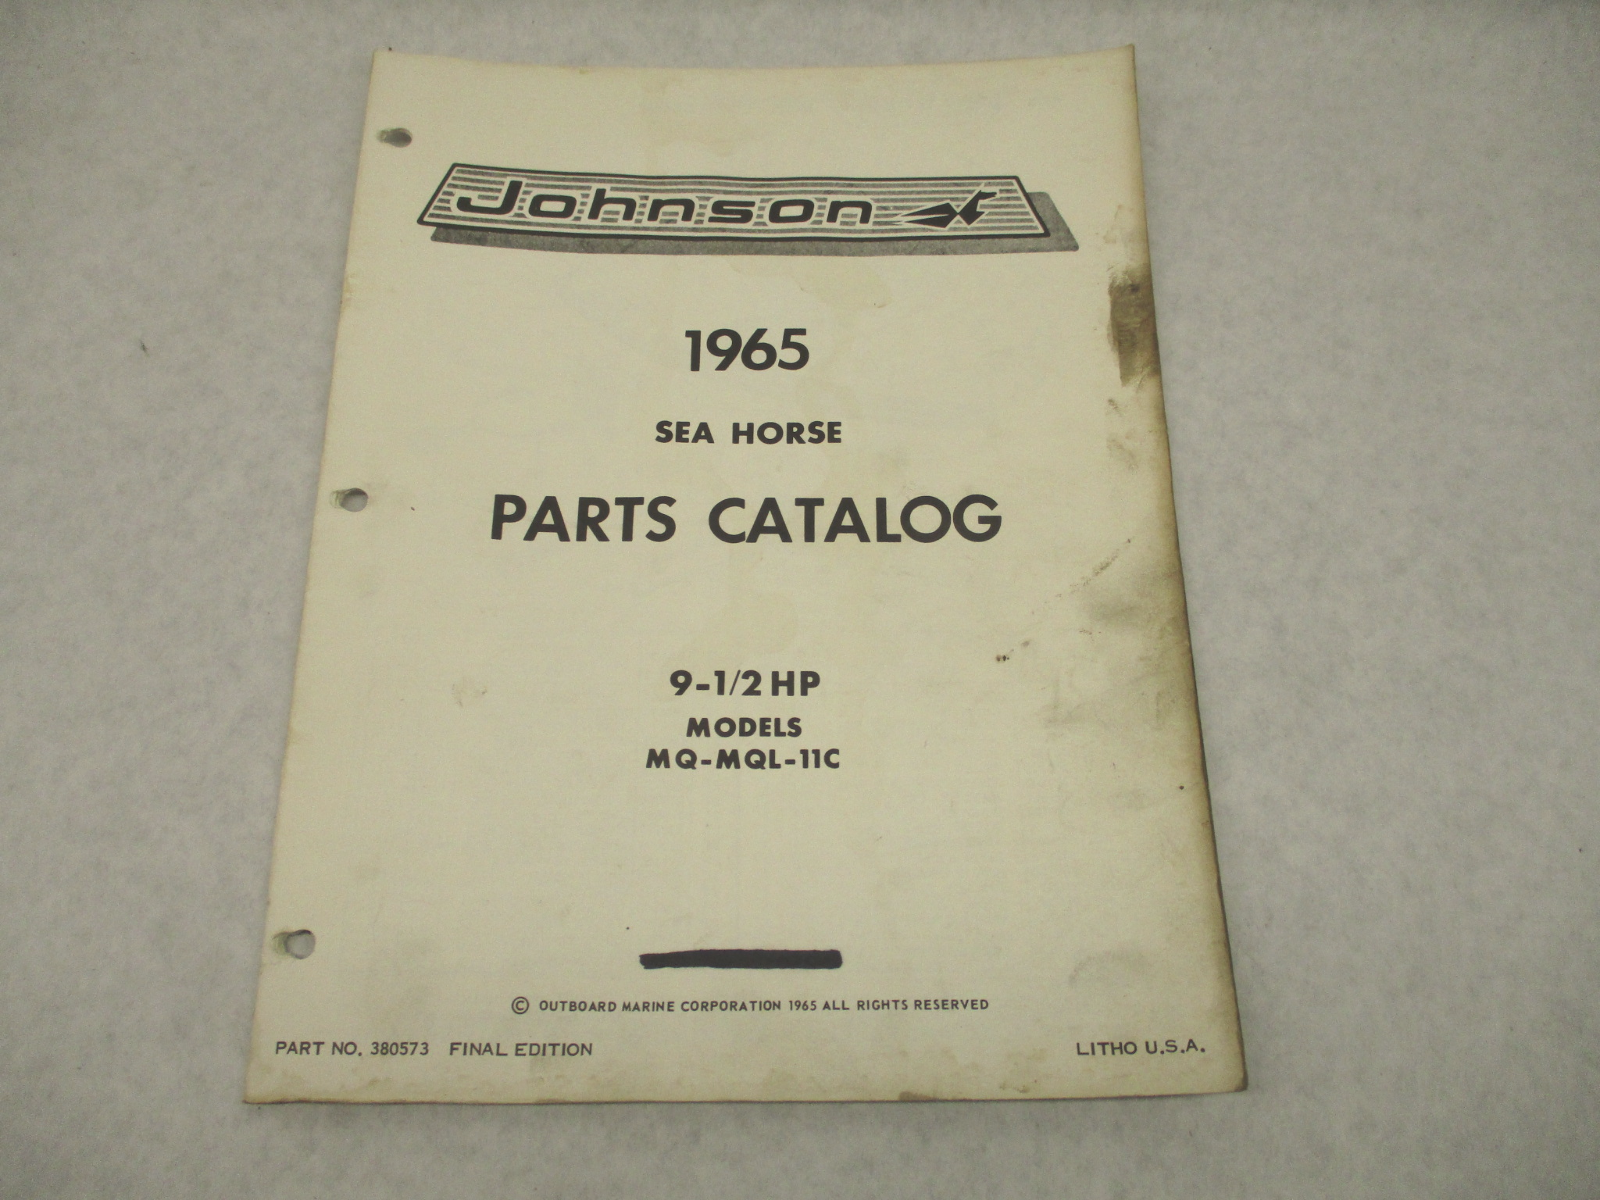 Johnson
1965
SEA HORSE
PARTS CATALOG
9-1/2 HP
MODELS
MQ-MQL-11C
© OUTBOARD MARINE CORPORATION 1965 ALL RIGHTS RESERVED
PART NO. 380573 FINAL EDITION
LITHO U.S.A.